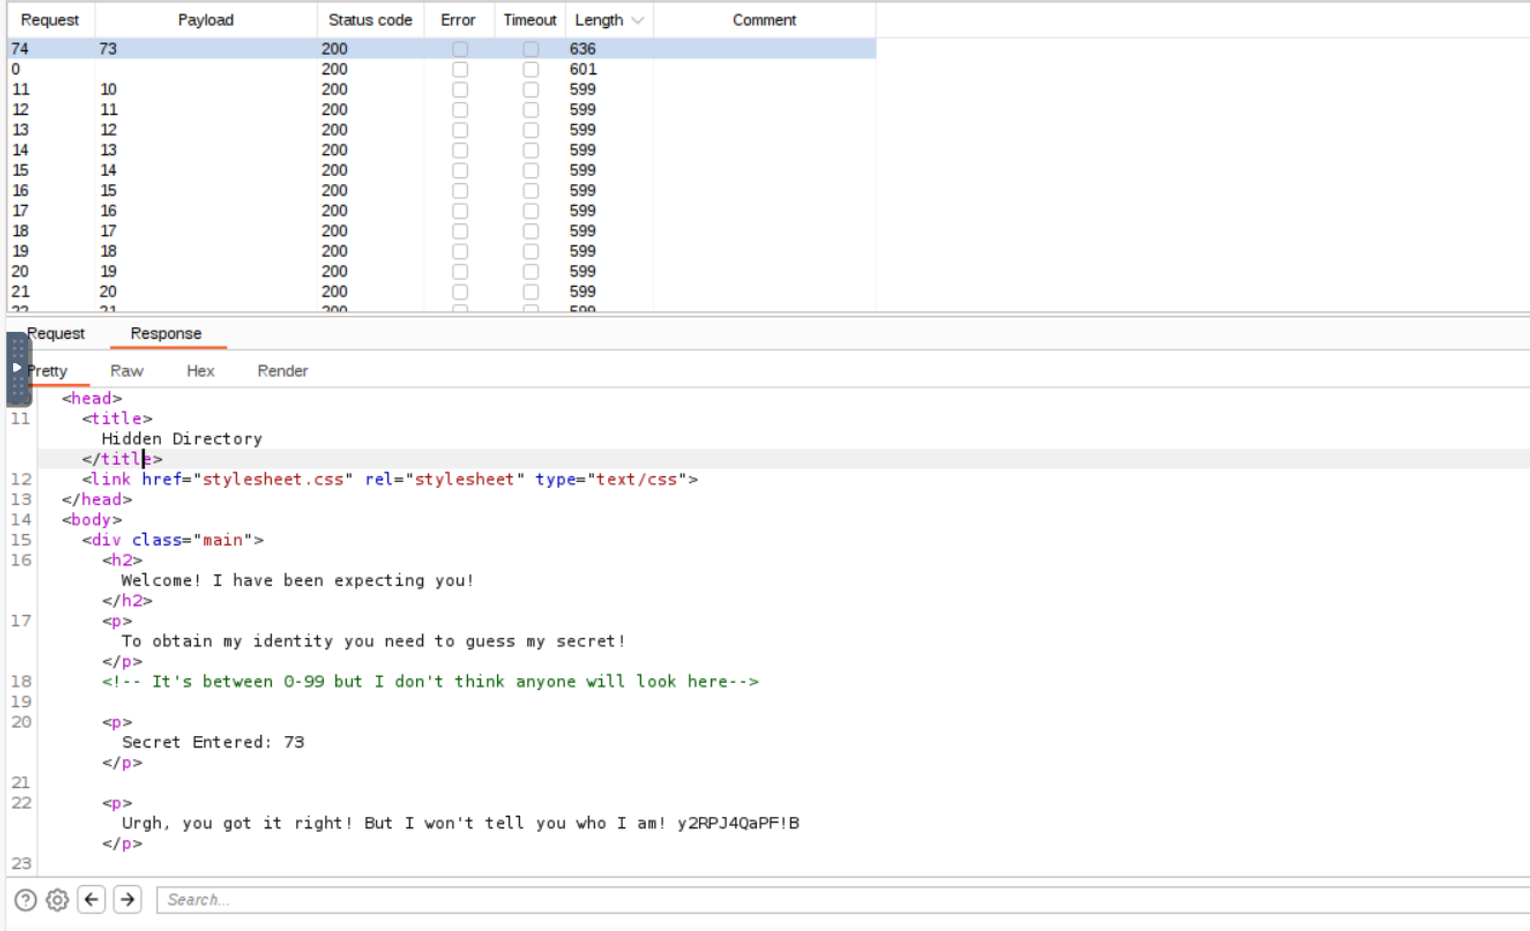 Request Payload Status code Error Timeout Length Comment
74 73 200 636
0 200 601
11 10 200 599
12 11 200 599
13 12 200 599
14 13 200 599
15 14 200 599
16 15 200 599
17 16 200 599
18 17 200 599
19 18 200 599
20 19 200 599
21 20 200 599
22 21 200 599
Request Response
Pretty Raw Hex Render
<head>
11 <title>
Hidden Directory
</title>
12 <link href="stylesheet.css" rel="stylesheet" type="text/css">
13 </head>
14 <body>
15 <div class="main">
16 <h2>
Welcome! I have been expecting you!
</h2>
17 <p>
To obtain my identity you need to guess my secret!
</p>
18 <!-- It's between 0-99 but I don't think anyone will look here-->
19
20 <p>
Secret Entered: 73
</p>
21
22 <p>
Urgh, you got it right! But I won't tell you who I am! y2RPJ4QaPF!B
</p>
23
Search...